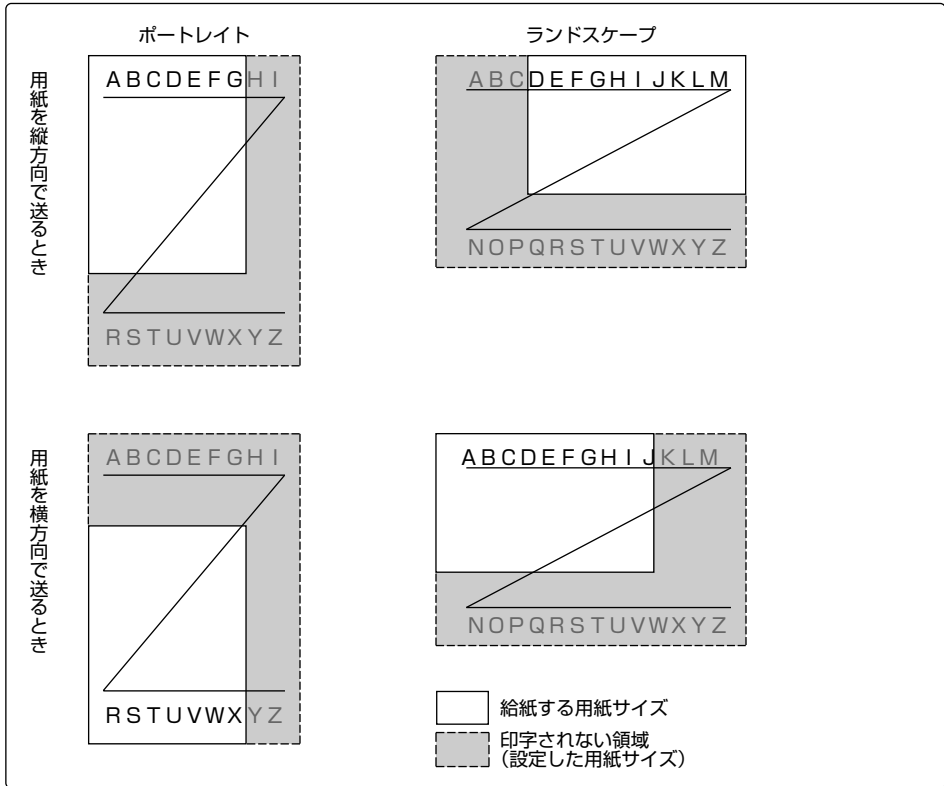 ポートレイト
ランドスケープ
用紙を縦方向で送るとき
ABCDEFGHI
RSTUVWXYZ
ABCDEFGHIJKLM
NOPQRSTUVWXYZ
用紙を横方向で送るとき
ABCDEFGHI
RSTUVWXYZ
ABCDEFGHIJKLM
NOPQRSTUVWXYZ
給紙する用紙サイズ
印字されない領域
(設定した用紙サイズ)